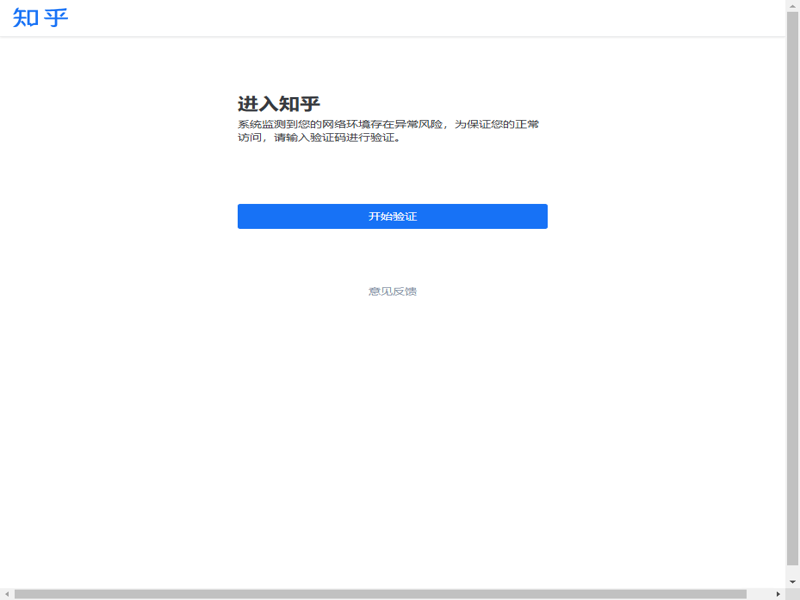 知乎
进入知乎
系统监测到您的网络环境存在异常风险，为保证您的正常
访问，请输入验证码进行验证。
开始验证
意见反馈